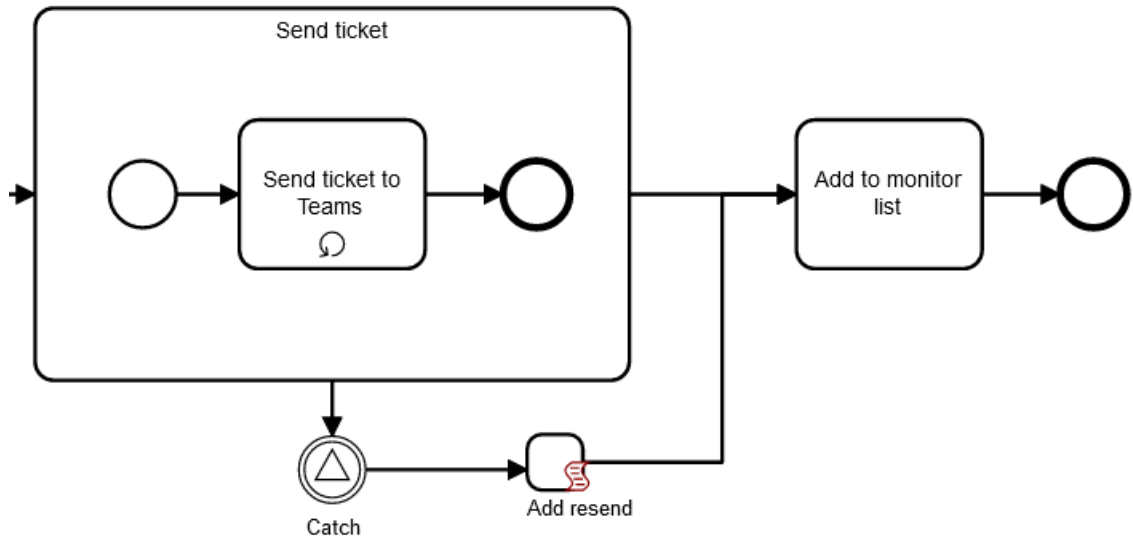 Send ticket
Send ticket to
Teams
Add to monitor
list
Catch
Add resend